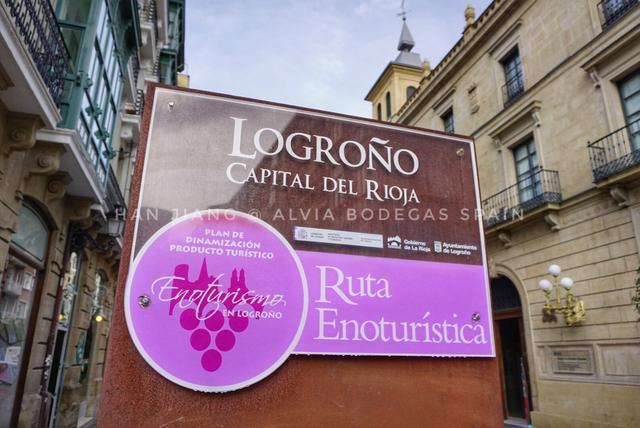 LOGROÑO
CAPITAL DEL RIOJA
HAN JIANG @ ALVIA BODEGAS SPAIN
Gobierno
de La Rioja
Ayuntamiento
de Logroño
PLAN DE
DINAMIZACIÓN
PRODUCTO TURÍSTICO
Enoturismo
EN LOGROÑO
Ruta
Enoturística